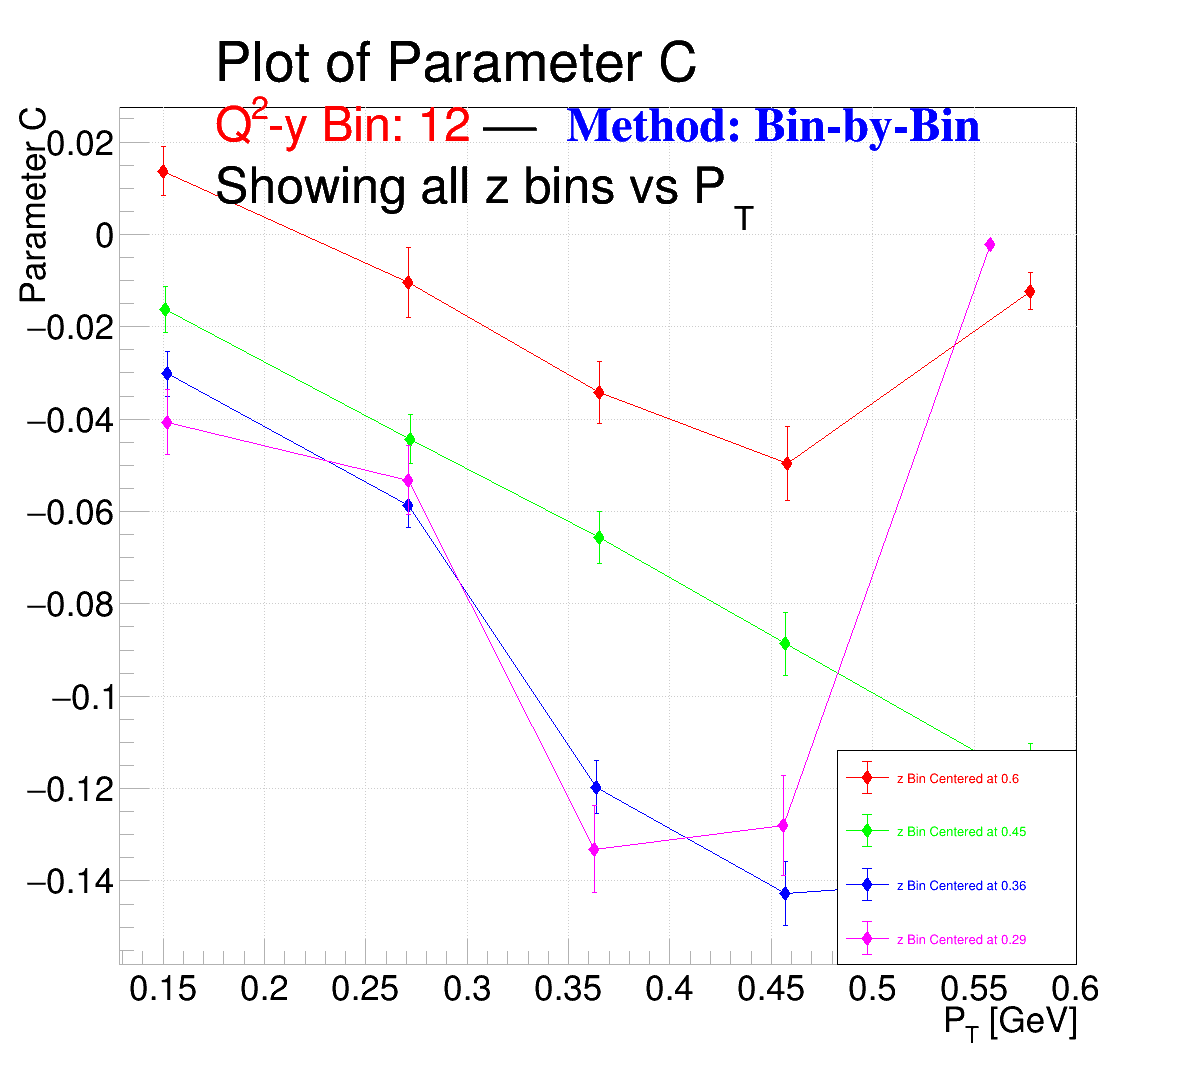 Plot of Parameter C
Q²-y Bin: 12 — Method: Bin-by-Bin
Showing all z bins vs P_T
Parameter C
0.02
0
−0.02
−0.04
−0.06
−0.08
−0.1
−0.12
−0.14
z Bin Centered at 0.6
z Bin Centered at 0.45
z Bin Centered at 0.36
z Bin Centered at 0.29
0.15 0.2 0.25 0.3 0.35 0.4 0.45 0.5 0.55 0.6
P_T [GeV]